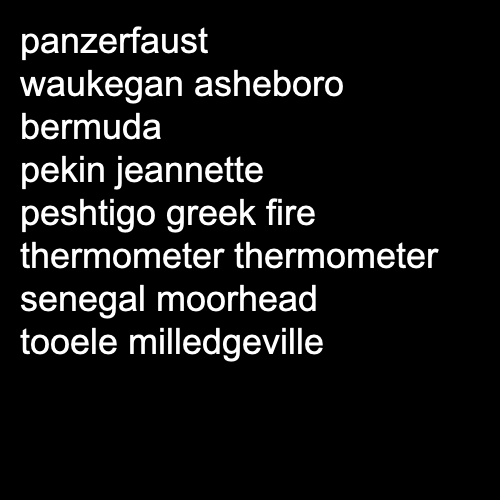 panzerfaust
waukegan asheboro
bermuda
pekin jeannette
peshtigo greek fire
thermometer thermometer
senegal moorhead
tooele milledgeville